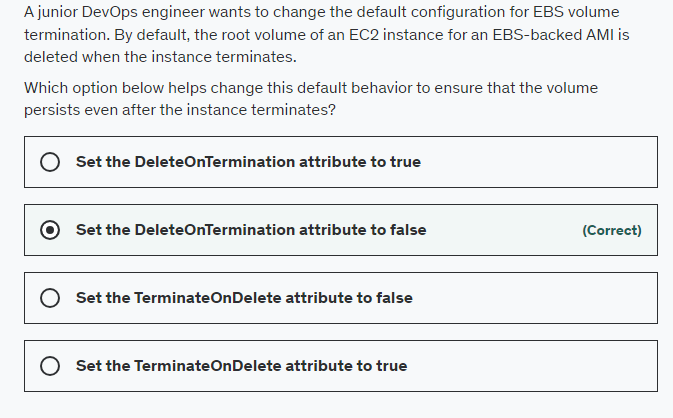 A junior DevOps engineer wants to change the default configuration for EBS volume
termination. By default, the root volume of an EC2 instance for an EBS-backed AMI is
deleted when the instance terminates.
Which option below helps change this default behavior to ensure that the volume
persists even after the instance terminates?
Set the DeleteOnTermination attribute to true
Set the DeleteOnTermination attribute to false (Correct)
Set the TerminateOnDelete attribute to false
Set the TerminateOnDelete attribute to true